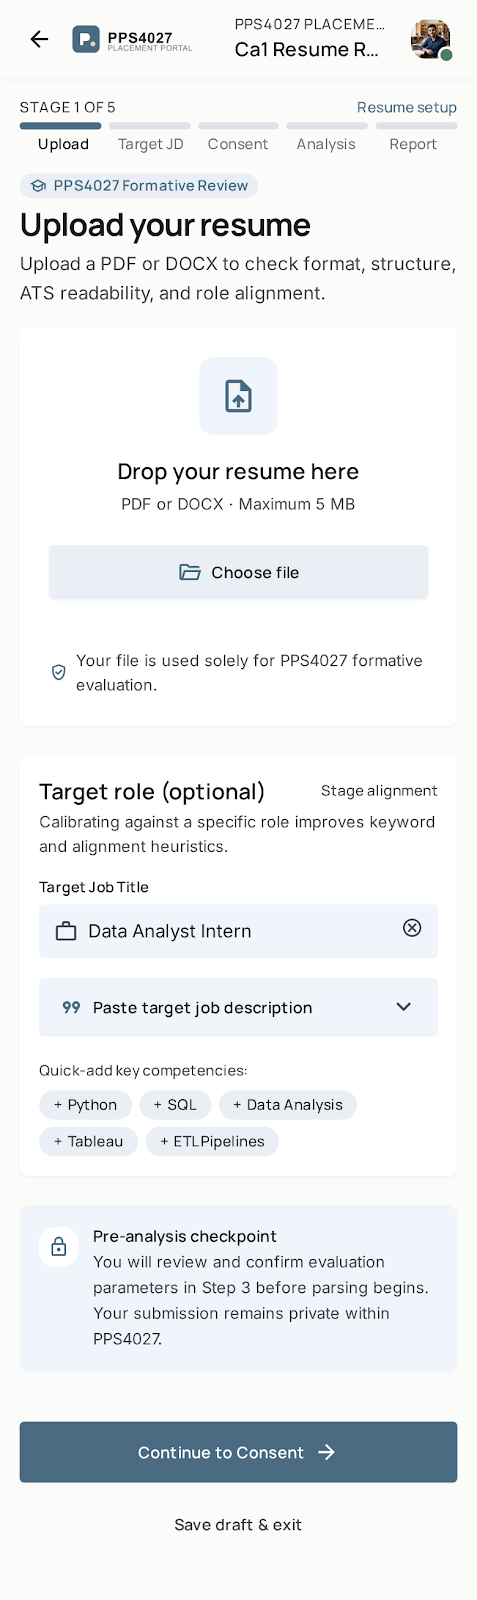 PPS4027
PLACEMENT PORTAL
PPS4027 PLACEME...
Ca1 Resume R...
STAGE 1 OF 5
Resume setup
Upload
Target JD
Consent
Analysis
Report
PPS4027 Formative Review
Upload your resume
Upload a PDF or DOCX to check format, structure,
ATS readability, and role alignment.
Drop your resume here
PDF or DOCX · Maximum 5 MB
Choose file
Your file is used solely for PPS4027 formative
evaluation.
Target role (optional)
Stage alignment
Calibrating against a specific role improves keyword
and alignment heuristics.
Target Job Title
Data Analyst Intern
Paste target job description
Quick-add key competencies:
+ Python
+ SQL
+ Data Analysis
+ Tableau
+ ETL Pipelines
Pre-analysis checkpoint
You will review and confirm evaluation
parameters in Step 3 before parsing begins.
Your submission remains private within
PPS4027.
Continue to Consent
Save draft & exit